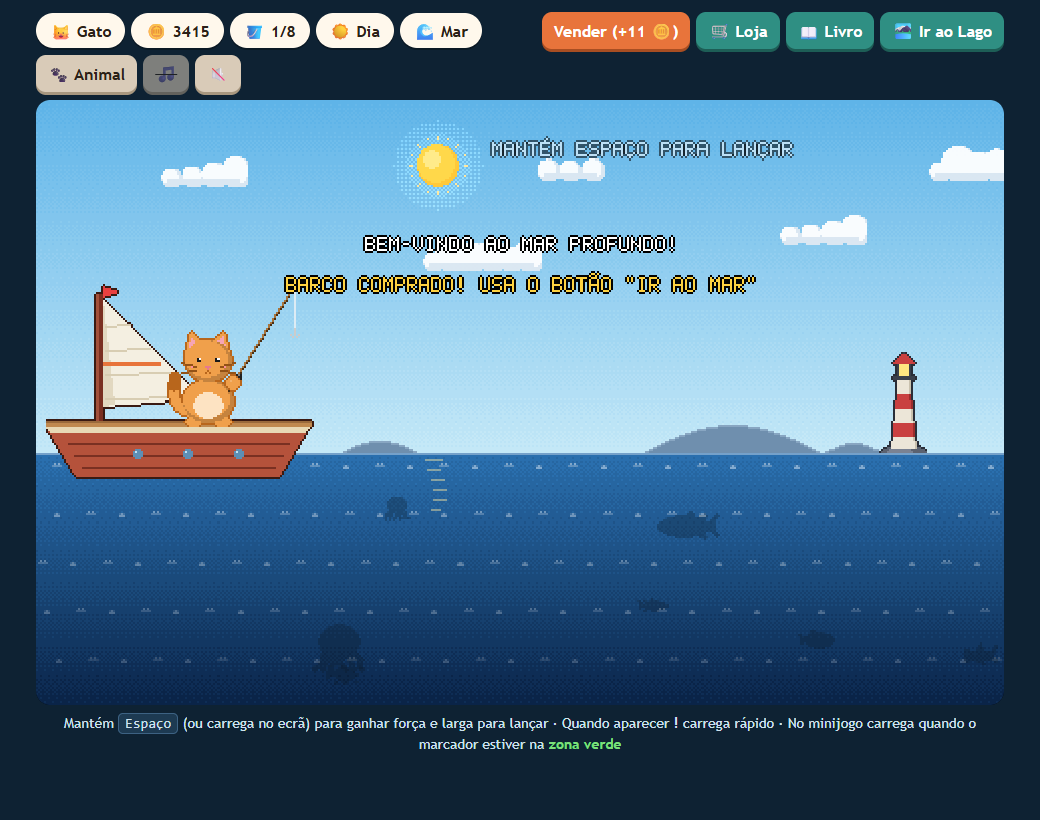 Gato
3415
1/8
Dia
Mar
Vender (+11 )
Loja
Livro
Ir ao Lago
Animal
MANTÉM ESPAÇO PARA LANÇAR
BEM-VINDO AO MAR PROFUNDO!
BARCO COMPRADO! USA O BOTÃO "IR AO MAR"
Mantém Espaço (ou carrega no ecrã) para ganhar força e larga para lançar · Quando aparecer ! carrega rápido · No minijogo carrega quando o
marcador estiver na zona verde